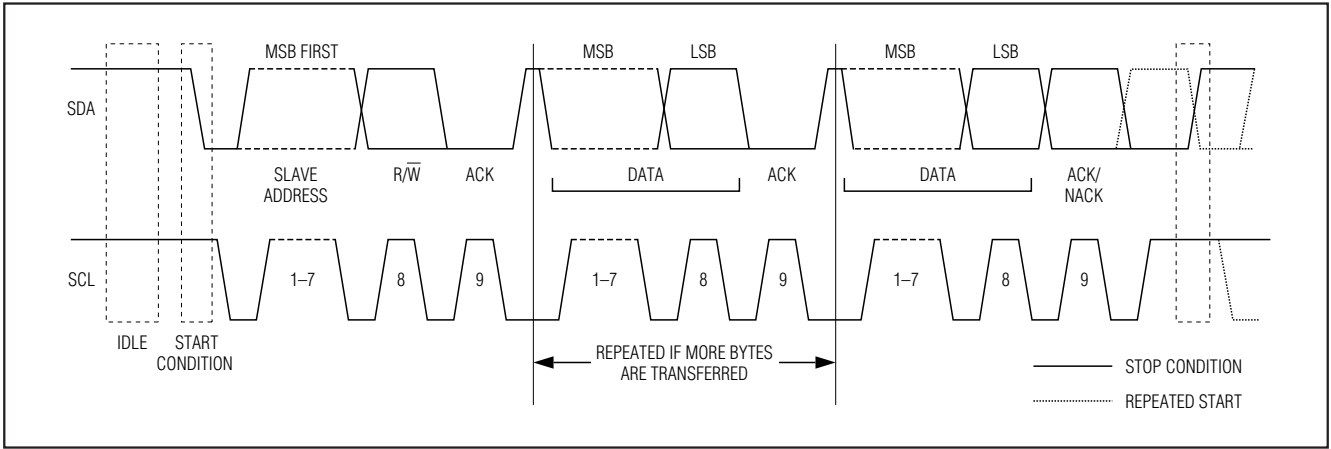 MSB FIRST
MSB
LSB
MSB
LSB
SDA
SLAVE
ADDRESS
R/W̅
ACK
DATA
ACK
DATA
ACK/
NACK
SCL
1–7
8
9
1–7
8
9
1–7
8
9
IDLE
START
CONDITION
REPEATED IF MORE BYTES
ARE TRANSFERRED
STOP CONDITION
REPEATED START